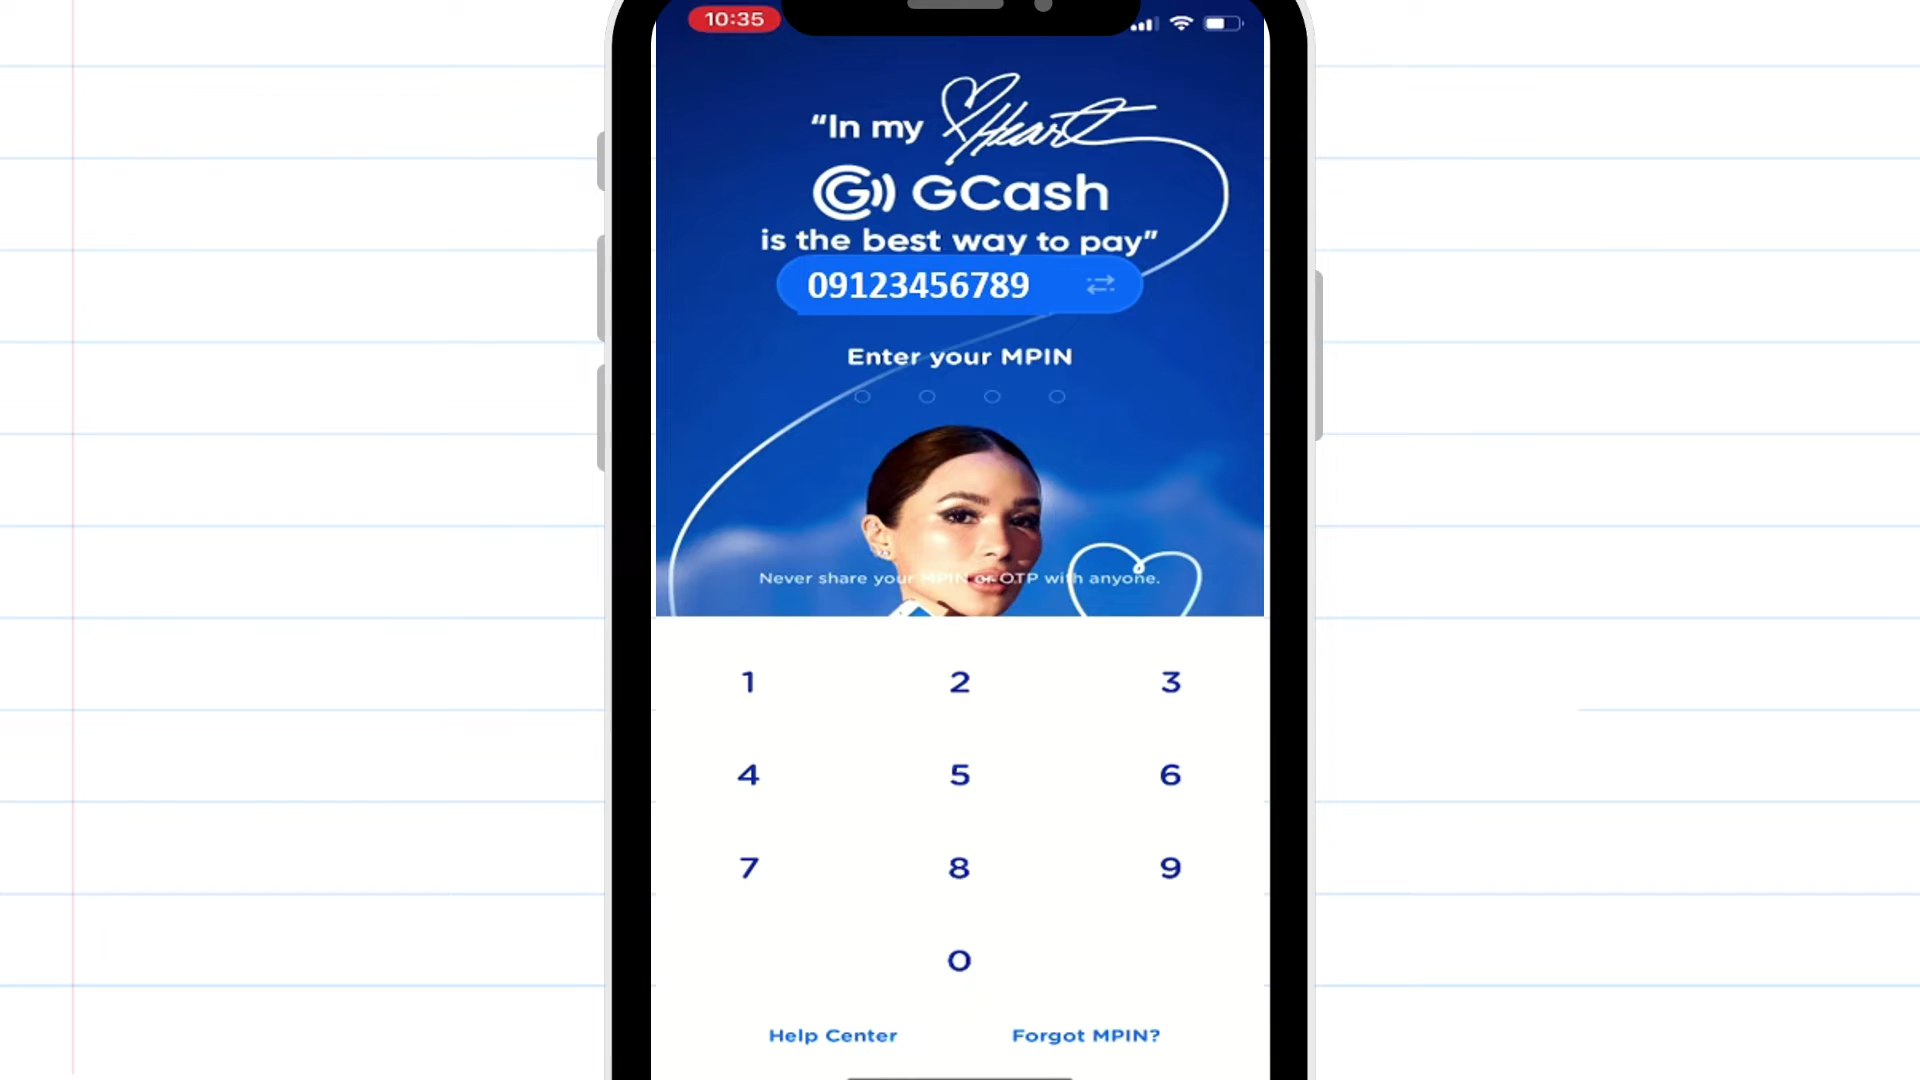 10:35
“In my Heart
GCash
is the best way to pay”
09123456789
Enter your MPIN
Never share your MPIN or OTP with anyone.
1 2 3
4 5 6
7 8 9
0
Help Center Forgot MPIN?